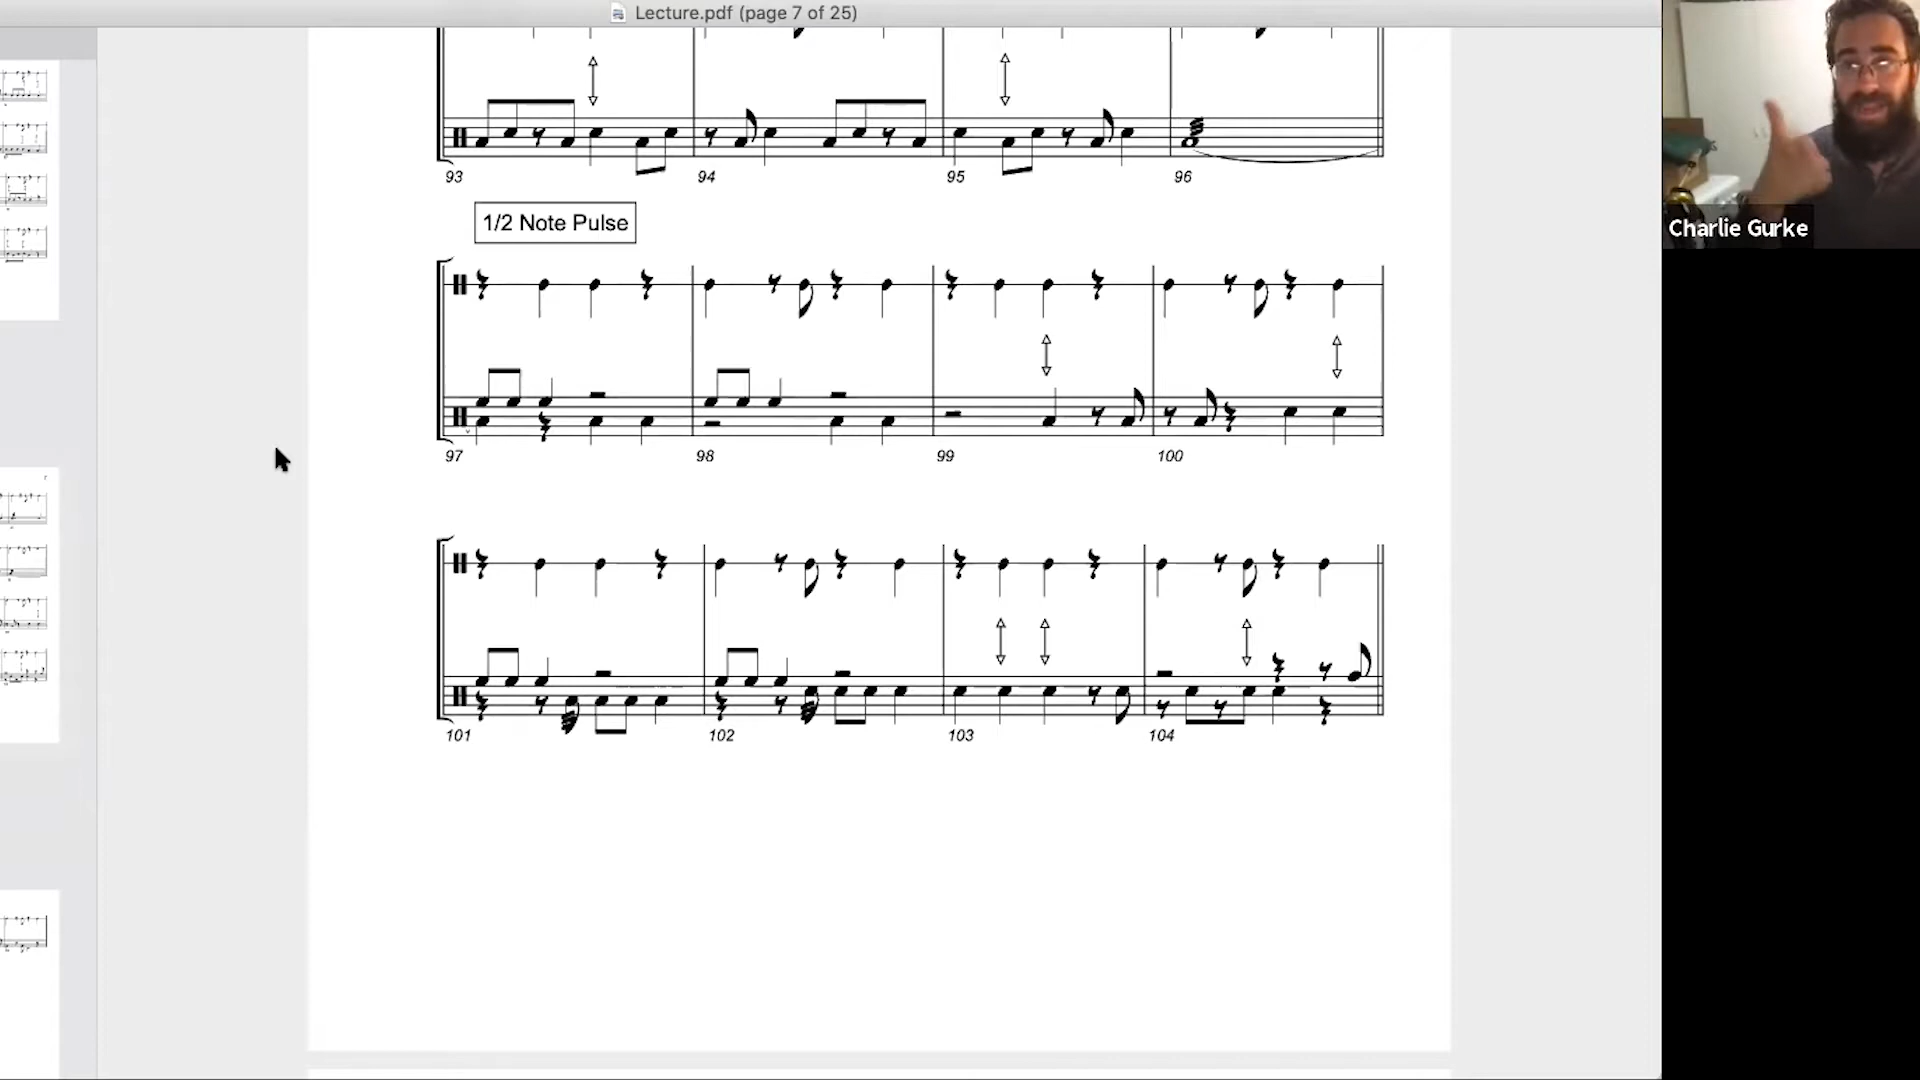 Lecture.pdf (page 7 of 25)
93 94 95 96
1/2 Note Pulse
97 98 99 100
101 102 103 104
Charlie Gurke